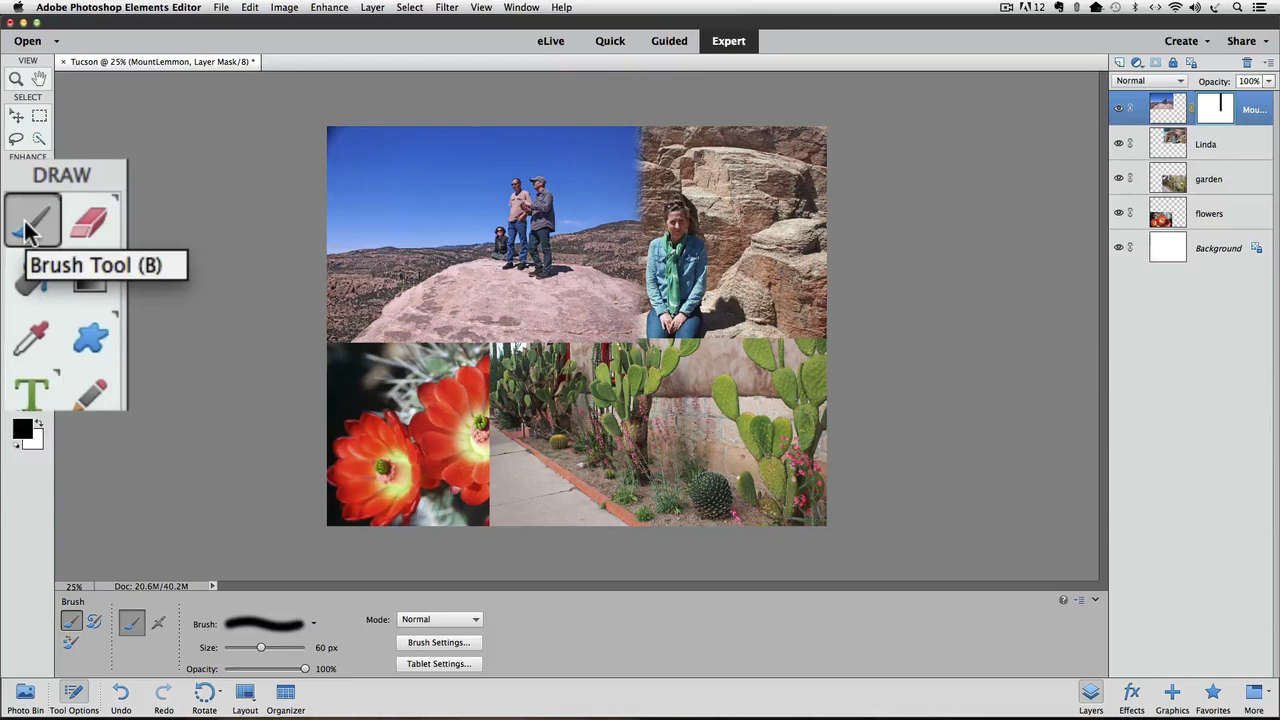 Adobe Photoshop Elements Editor File Edit Image Enhance Layer Select Filter View Window Help 12
Open eLive Quick Guided Expert Create Share
VIEW
× Tucson @ 25% (MountLemmon, Layer Mask/8) *
SELECT
ENHANCE
DRAW
Brush Tool (B)
T
Normal Opacity: 100%
Mou...
Linda
garden
flowers
Background
25% Doc: 20.6M/40.2M
Brush
Brush:
Size: 60 px
Opacity: 100%
Mode: Normal
Brush Settings...
Tablet Settings...
Photo Bin Tool Options Undo Redo Rotate Layout Organizer Layers Effects Graphics Favorites More